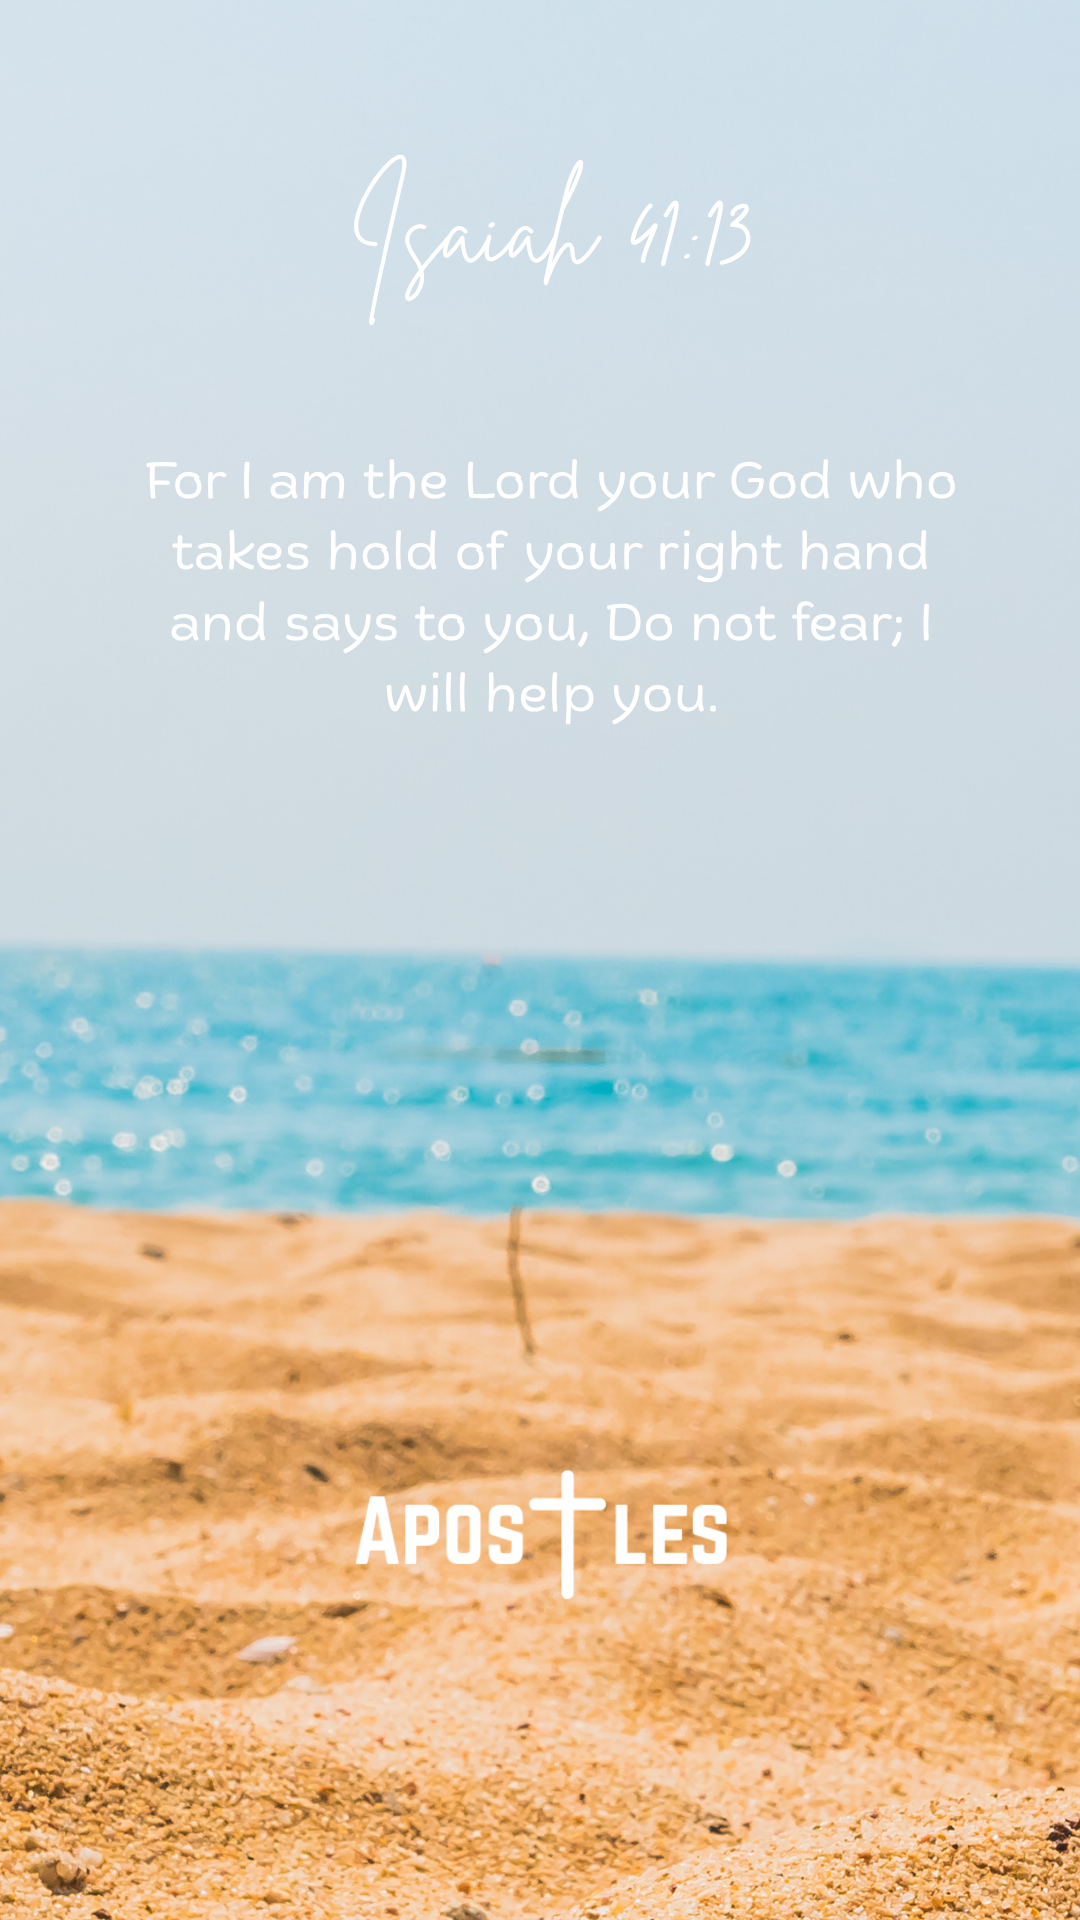 Isaiah 41:13
For I am the Lord your God who
takes hold of your right hand
and says to you, Do not fear; I
will help you.
APOSTLES